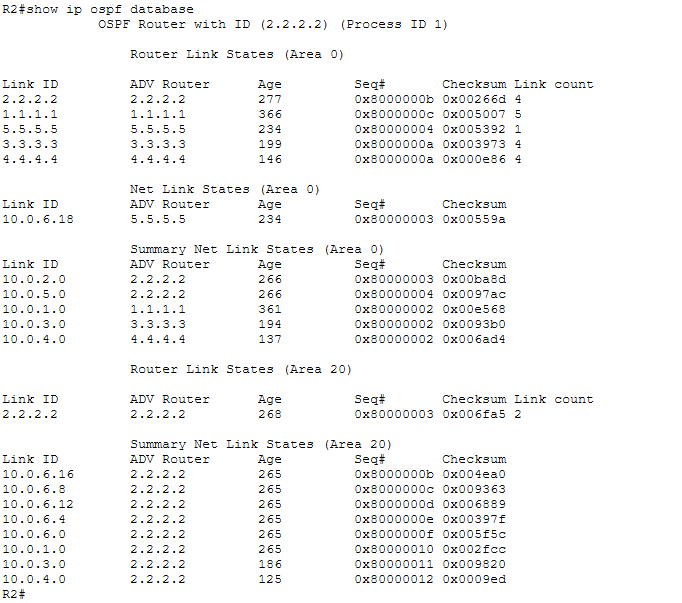 R2#show ip ospf database
OSPF Router with ID (2.2.2.2) (Process ID 1)
Router Link States (Area 0)
Link ID ADV Router Age Seq# Checksum Link count
2.2.2.2 2.2.2.2 277 0x8000000b 0x00266d 4
1.1.1.1 1.1.1.1 366 0x8000000c 0x005007 5
5.5.5.5 5.5.5.5 234 0x80000004 0x005392 1
3.3.3.3 3.3.3.3 199 0x8000000a 0x003973 4
4.4.4.4 4.4.4.4 146 0x8000000a 0x000e86 4
Net Link States (Area 0)
Link ID ADV Router Age Seq# Checksum
10.0.6.18 5.5.5.5 234 0x80000003 0x00559a
Summary Net Link States (Area 0)
Link ID ADV Router Age Seq# Checksum
10.0.2.0 2.2.2.2 266 0x80000003 0x00ba8d
10.0.5.0 2.2.2.2 266 0x80000004 0x0097ac
10.0.1.0 1.1.1.1 361 0x80000002 0x00e568
10.0.3.0 3.3.3.3 194 0x80000002 0x0093b0
10.0.4.0 4.4.4.4 137 0x80000002 0x006ad4
Router Link States (Area 20)
Link ID ADV Router Age Seq# Checksum Link count
2.2.2.2 2.2.2.2 268 0x80000003 0x006fa5 2
Summary Net Link States (Area 20)
Link ID ADV Router Age Seq# Checksum
10.0.6.16 2.2.2.2 265 0x8000000b 0x004ea0
10.0.6.8 2.2.2.2 265 0x8000000c 0x009363
10.0.6.12 2.2.2.2 265 0x8000000d 0x006889
10.0.6.4 2.2.2.2 265 0x8000000e 0x00397f
10.0.6.0 2.2.2.2 265 0x8000000f 0x005f5c
10.0.1.0 2.2.2.2 265 0x80000010 0x002fcc
10.0.3.0 2.2.2.2 186 0x80000011 0x009820
10.0.4.0 2.2.2.2 125 0x80000012 0x0009ed
R2#